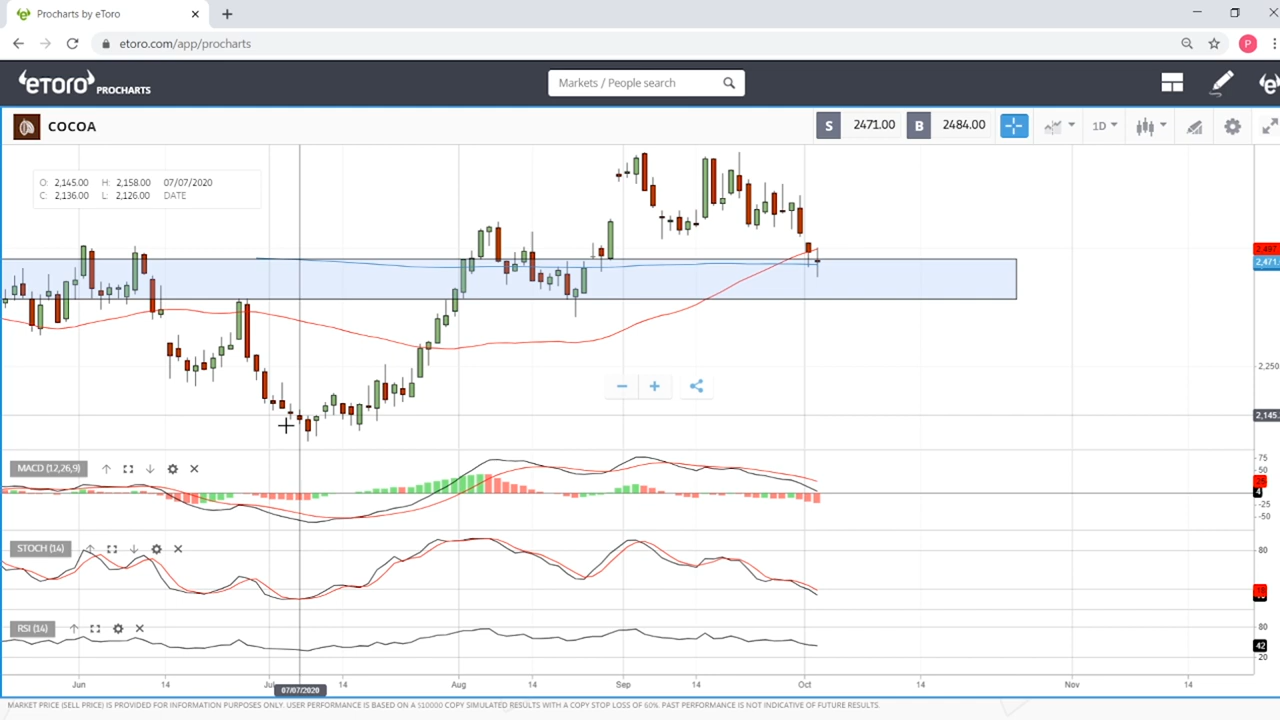 Procharts by eToro
etoro.com/app/procharts
P
eToro PROCHARTS
Markets / People search
COCOA
S 2471.00 B 2484.00
1D
O: 2,145.00 H: 2,158.00 07/07/2020
C: 2,136.00 L: 2,126.00 DATE
2,497
2,471.
2,250
2,145.
MACD (12,26,9)
75
50
25
4
-25
-50
STOCH (14)
80
RSI (14)
80
42
20
Jun 14 Jul 14 Aug 14 Sep 14 Oct 14 Nov 14
07/07/2020
MARKET PRICE (SELL PRICE) IS PROVIDED FOR INFORMATION PURPOSES ONLY. USER PERFORMANCE IS BASED ON A $10000 COPY SIMULATED RESULTS WITH A COPY STOP LOSS OF 60%. PAST PERFORMANCE IS NOT INDICATIVE OF FUTURE RESULTS.